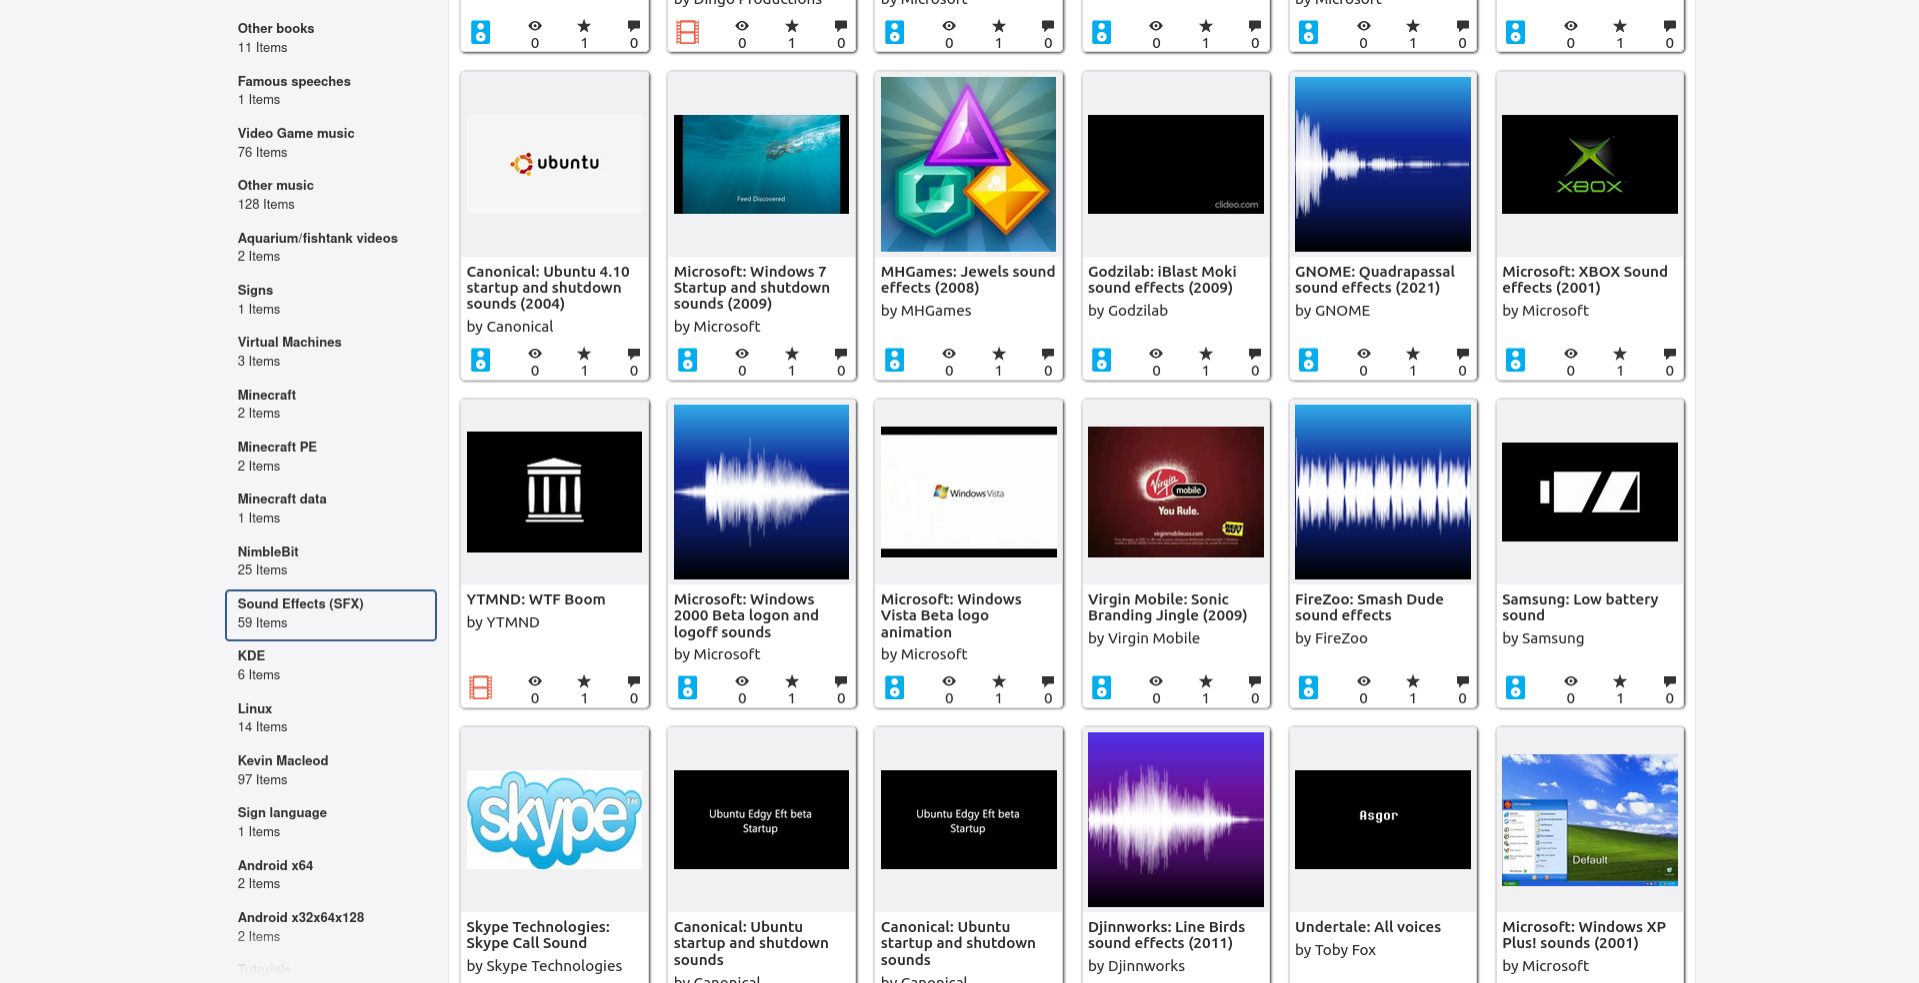 Other books
11 Items
Famous speeches
1 Items
Video Game music
76 Items
Other music
128 Items
Aquarium/fishtank videos
2 Items
Signs
1 Items
Virtual Machines
3 Items
Minecraft
2 Items
Minecraft PE
2 Items
Minecraft data
1 Items
NimbleBit
25 Items
Sound Effects (SFX)
59 Items
KDE
6 Items
Linux
14 Items
Kevin Macleod
97 Items
Sign language
1 Items
Android x64
2 Items
Android x32x64x128
2 Items
Tutorials
by Dingo Productions
by Microsoft
by Microsoft
0 1 0
0 1 0
0 1 0
0 1 0
0 1 0
0 1 0
ubuntu
Canonical: Ubuntu 4.10
startup and shutdown
sounds (2004)
by Canonical
0 1 0
Feed Discovered
Microsoft: Windows 7
Startup and shutdown
sounds (2009)
by Microsoft
0 1 0
MHGames: Jewels sound
effects (2008)
by MHGames
0 1 0
clideo.com
Godzilab: iBlast Moki
sound effects (2009)
by Godzilab
0 1 0
GNOME: Quadrapassal
sound effects (2021)
by GNOME
0 1 0
XBOX
Microsoft: XBOX Sound
effects (2001)
by Microsoft
0 1 0
YTMND: WTF Boom
by YTMND
0 1 0
Microsoft: Windows
2000 Beta logon and
logoff sounds
by Microsoft
0 1 0
Windows Vista
Microsoft: Windows
Vista Beta logo
animation
by Microsoft
0 1 0
Virgin
mobile
You Rule.
virginmobileusa.com
BEST
BUY
Virgin Mobile: Sonic
Branding Jingle (2009)
by Virgin Mobile
0 1 0
FireZoo: Smash Dude
sound effects
by FireZoo
0 1 0
Samsung: Low battery
sound
by Samsung
0 1 0
skype™
Skype Technologies:
Skype Call Sound
by Skype Technologies
Ubuntu Edgy Eft beta
Startup
Canonical: Ubuntu
startup and shutdown
sounds
by Canonical
Ubuntu Edgy Eft beta
Startup
Canonical: Ubuntu
startup and shutdown
sounds
by Canonical
Djinnworks: Line Birds
sound effects (2011)
by Djinnworks
Asgor
Undertale: All voices
by Toby Fox
Default
Microsoft: Windows XP
Plus! sounds (2001)
by Microsoft